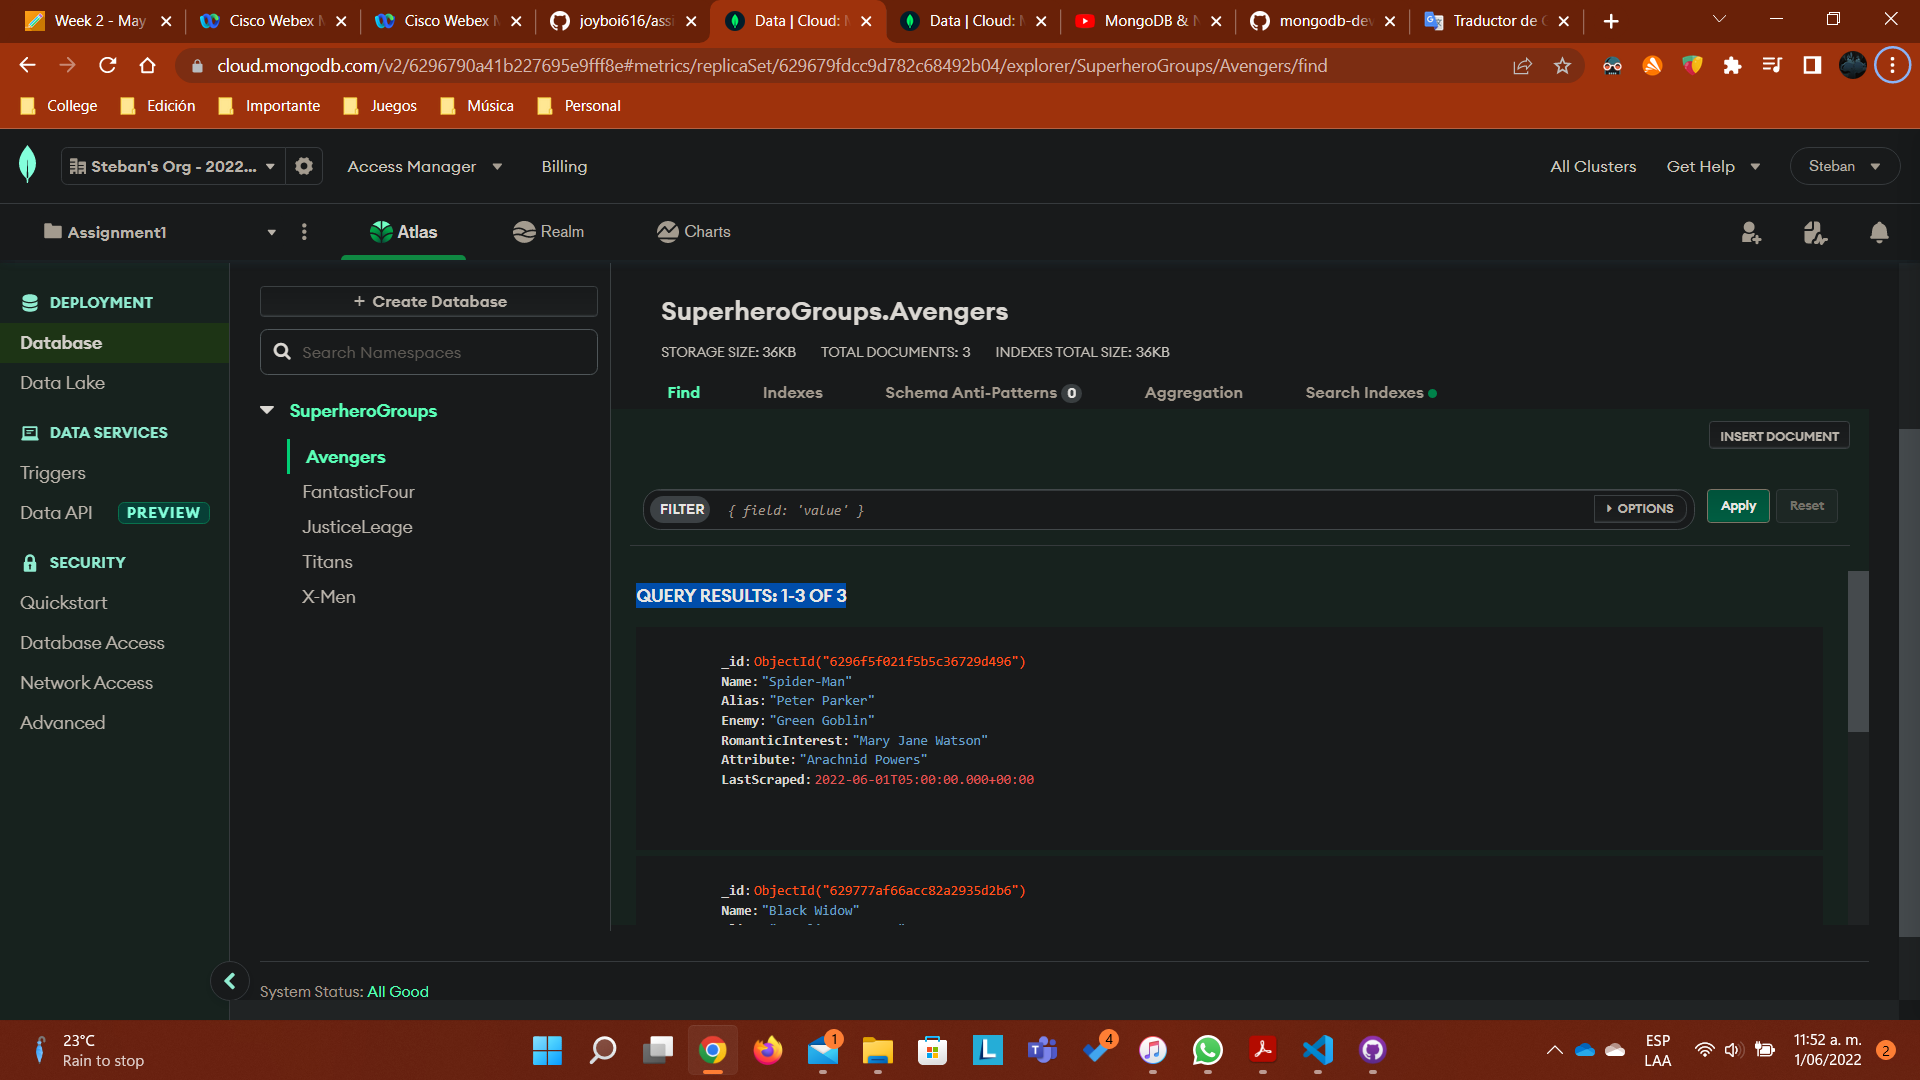 Week 2 - May
Cisco Webex M
Cisco Webex M
joyboi616/assi
Data | Cloud: M
Data | Cloud: M
MongoDB & N
mongodb-dev
Traductor de G
cloud.mongodb.com/v2/6296790a41b227695e9fff8e#metrics/replicaSet/629679fdcc9d782c68492b04/explorer/SuperheroGroups/Avengers/find
College
Edición
Importante
Juegos
Música
Personal
Steban's Org - 2022...
Access Manager
Billing
All Clusters
Get Help
Steban
Assignment1
Atlas
Realm
Charts
DEPLOYMENT
Database
Data Lake
DATA SERVICES
Triggers
Data API PREVIEW
SECURITY
Quickstart
Database Access
Network Access
Advanced
+ Create Database
Search Namespaces
SuperheroGroups
Avengers
FantasticFour
JusticeLeage
Titans
X-Men
SuperheroGroups.Avengers
STORAGE SIZE: 36KB TOTAL DOCUMENTS: 3 INDEXES TOTAL SIZE: 36KB
Find Indexes Schema Anti-Patterns 0 Aggregation Search Indexes
INSERT DOCUMENT
FILTER { field: 'value' } OPTIONS Apply Reset
QUERY RESULTS: 1-3 OF 3
_id: ObjectId("6296f5f021f5b5c36729d496")
Name: "Spider-Man"
Alias: "Peter Parker"
Enemy: "Green Goblin"
RomanticInterest: "Mary Jane Watson"
Attribute: "Arachnid Powers"
LastScraped: 2022-06-01T05:00:00.000+00:00
_id: ObjectId("629777af66acc82a2935d2b6")
Name: "Black Widow"
System Status: All Good
23°C
Rain to stop
1
L
4
ESP
LAA
11:52 a. m.
1/06/2022
2